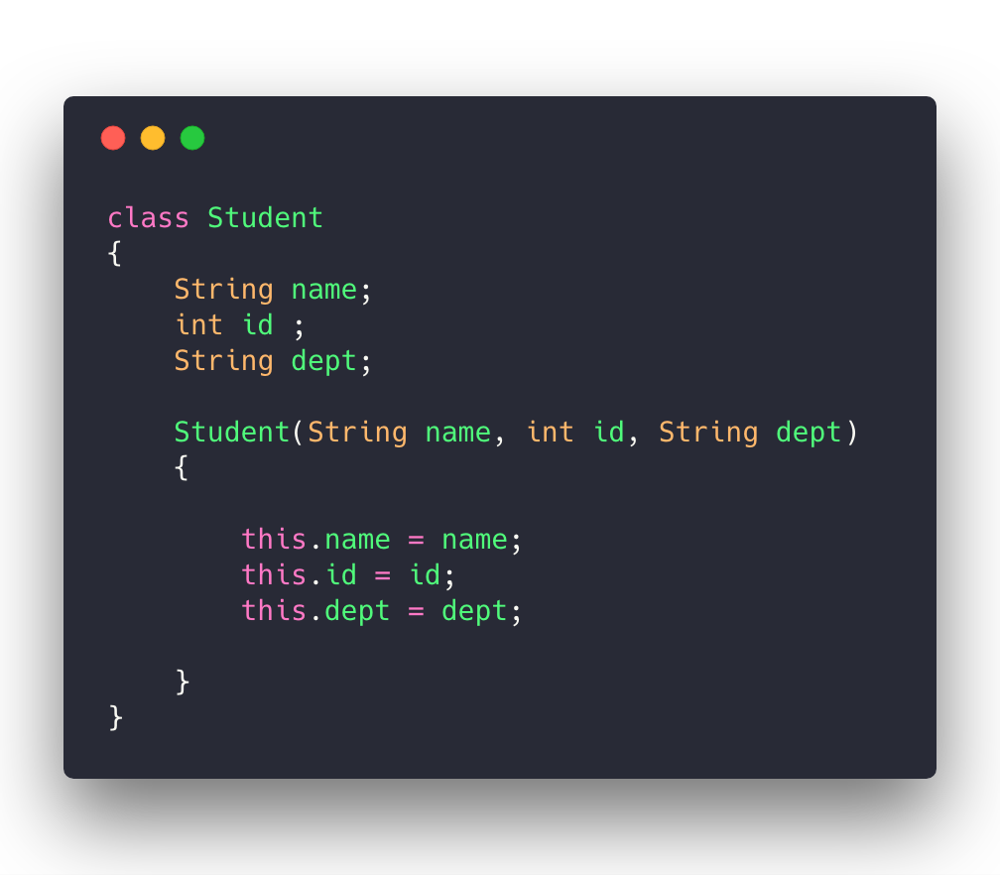 class Student
{
    String name;
    int id ;
    String dept;

    Student(String name, int id, String dept)
    {

        this.name = name;
        this.id = id;
        this.dept = dept;

    }
}